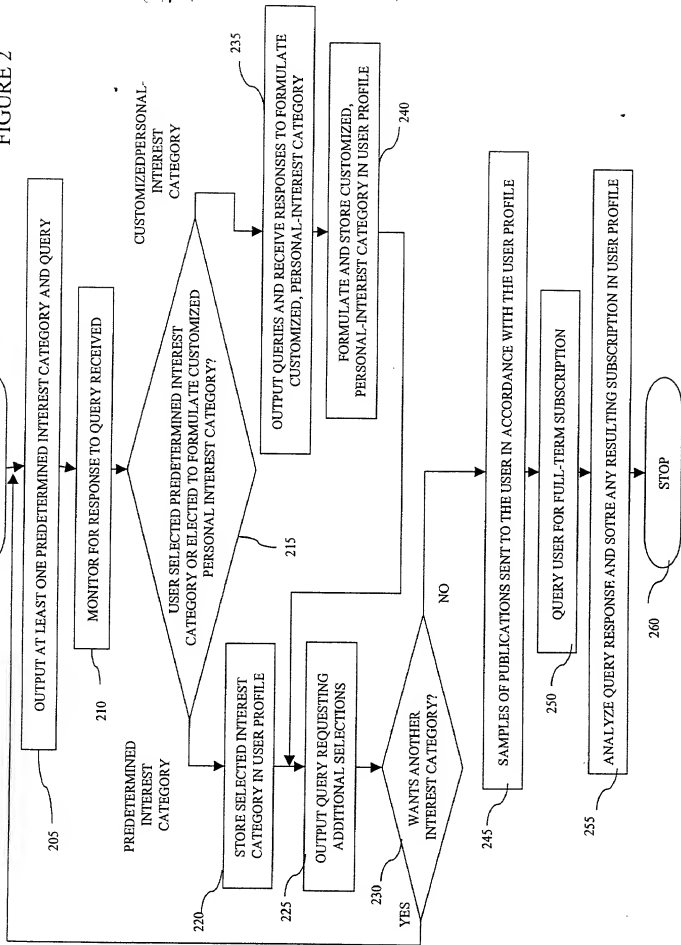 FIGURE 2
OUTPUT AT LEAST ONE PREDETERMINED INTEREST CATEGORY AND QUERY
205
MONITOR FOR RESPONSE TO QUERY RECEIVED
210
USER SELECTED PREDETERMINED INTEREST
CATEGORY OR ELECTED TO FORMULATE CUSTOMIZED
PERSONAL INTEREST CATEGORY?
215
PREDETERMINED
INTEREST
CATEGORY
CUSTOMIZEDPERSONAL-
INTEREST
CATEGORY
STORE SELECTED INTEREST
CATEGORY IN USER PROFILE
220
OUTPUT QUERY REQUESTING
ADDITIONAL SELECTIONS
225
WANTS ANOTHER
INTEREST CATEGORY?
230
YES
NO
235
OUTPUT QUERIES AND RECEIVE RESPONSES TO FORMULATE
CUSTOMIZED, PERSONAL-INTEREST CATEGORY
FORMULATE AND STORE CUSTOMIZED,
PERSONAL-INTEREST CATEGORY IN USER PROFILE
240
SAMPLES OF PUBLICATIONS SENT TO THE USER IN ACCORDANCE WITH THE USER PROFILE
245
QUERY USER FOR FULL-TERM SUBSCRIPTION
250
ANALYZE QUERY RESPONSE AND SOTRE ANY RESULTING SUBSCRIPTION IN USER PROFILE
255
STOP
260